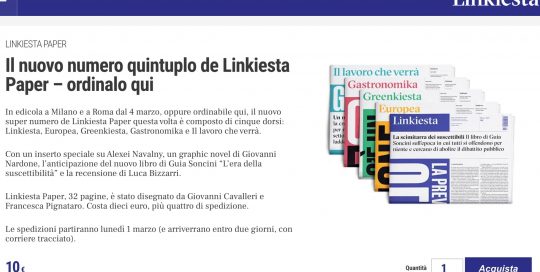 Linkiesta
LINKIESTA PAPER
Il nuovo numero quintuplo de Linkiesta
Paper – ordinalo qui
In edicola a Milano e a Roma dal 4 marzo, oppure ordinabile qui, il nuovo
super numero de Linkiesta Paper questa volta è composto di cinque dorsi:
Linkiesta, Europea, Greenkiesta, Gastronomika e Il lavoro che verrà.
Con un inserto speciale su Alexei Navalny, un graphic novel di Giovanni
Nardone, l’anticipazione del nuovo libro di Guia Soncini “L’era della
suscettibilità” e la recensione di Luca Bizzarri.
Linkiesta Paper, 32 pagine, è stato disegnato da Giovanni Cavalleri e
Francesca Pignataro. Costa dieci euro, più quattro di spedizione.
Le spedizioni partiranno lunedì 1 marzo (e arriveranno entro due giorni, con
corriere tracciato).
10 €
Il lavoro che verrà
Gastronomika
Greenkiesta
Europea
Linkiesta
La scimitarra dei suscettibili Il libro di Guia
Soncini sull'epoca in cui tutti si offendono per
niente e cercano di abolire il dibattito pubblico
LA PRE
Quantità
1
Acquista